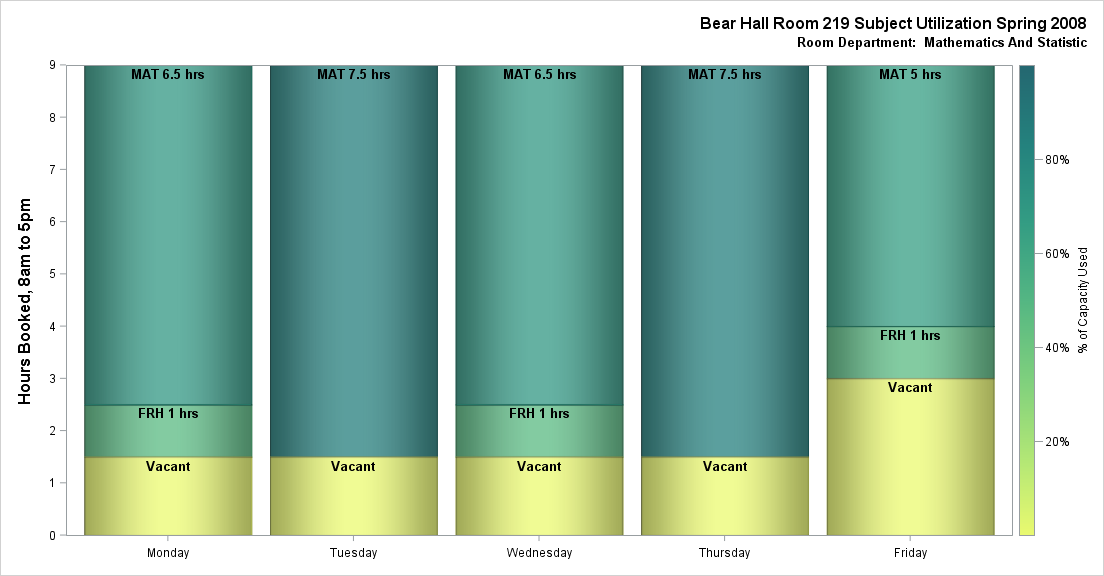 Bear Hall Room 219 Subject Utilization Spring 2008
Room Department:  Mathematics And Statistic
Hours Booked, 8am to 5pm
9
8
7
6
5
4
3
2
1
0
MAT 6.5 hrs
FRH 1 hrs
Vacant
MAT 7.5 hrs
Vacant
MAT 6.5 hrs
FRH 1 hrs
Vacant
MAT 7.5 hrs
Vacant
MAT 5 hrs
FRH 1 hrs
Vacant
Monday
Tuesday
Wednesday
Thursday
Friday
80%
60%
40%
20%
% of Capacity Used